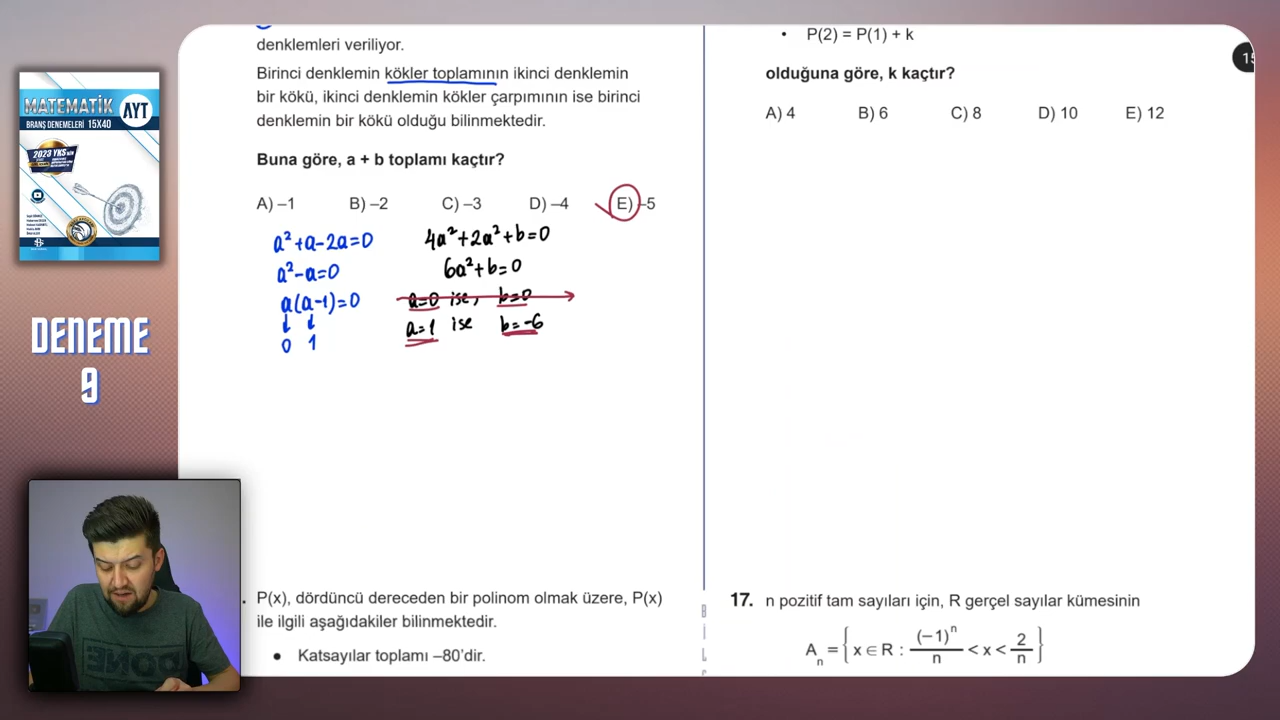 MATEMATİK
AYT
BRANŞ DENEMELERİ 15X40
2023 YKS'NİN
DENEME
9
denklemleri veriliyor.
Birinci denklemin kökler toplamının ikinci denklemin
bir kökü, ikinci denklemin kökler çarpımının ise birinci
denklemin bir kökü olduğu bilinmektedir.
Buna göre, a + b toplamı kaçtır?
A) –1 B) –2 C) –3 D) –4 E) –5
a²+a-2a=0
a²-a=0
a(a-1)=0
0 1
4a²+2a²+b=0
6a²+b=0
a=0 ise, b=0
a=1 ise b=-6
. P(x), dördüncü dereceden bir polinom olmak üzere, P(x)
ile ilgili aşağıdakiler bilinmektedir.
• Katsayılar toplamı –80'dir.
• P(2) = P(1) + k
15
olduğuna göre, k kaçtır?
A) 4 B) 6 C) 8 D) 10 E) 12
17. n pozitif tam sayıları için, R gerçel sayılar kümesinin
A_n = { x ∈ R : (–1)^n / n < x < 2 / n }